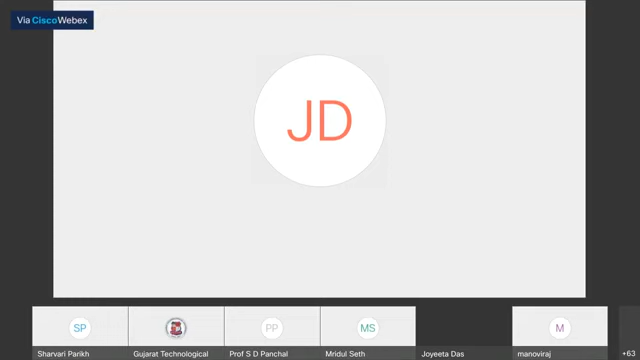 Via CiscoWebex
JD
SP
PP
MS
M
Sharvari Parikh
Gujarat Technological
Prof S D Panchal
Mridul Seth
Joyeeta Das
manoviraj
+63